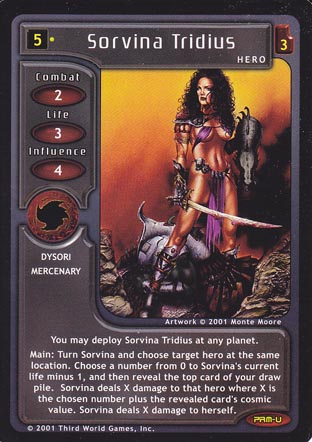 5
Sorvina Tridius
3
HERO
Combat
2
Life
3
Influence
4
DYSORI
MERCENARY
Artwork © 2001 Monte Moore
You may deploy Sorvina Tridius at any planet.
Main: Turn Sorvina and choose target hero at the same
location. Choose a number from 0 to Sorvina's current
life minus 1, and then reveal the top card of your draw
pile. Sorvina deals X damage to that hero where X is
the chosen number plus the revealed card's cosmic
value. Sorvina deals X damage to herself.
© 2001 Third World Games, Inc.
PRM-U